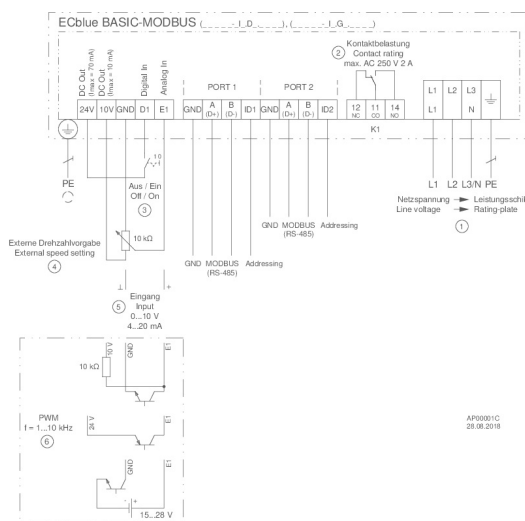 ECblue BASIC-MODBUS (_____-I_D_.____), (_____-I_G_.____)
DC Out
(Imax = 70 mA)
DC Out
(Imax = 10 mA)
Digital In
Analog In
PORT 1
PORT 2
2
Kontaktbelastung
Contact rating
max. AC 250 V 2 A
24V 10V GND D1 E1
GND A (D+) B (D-) ID1 GND A (D+) B (D-) ID2
12 NC 11 CO 14 NO
K1
L1 L2 L3
L1 N
PE
1 0
Aus / Ein
Off / On
3
10 kΩ
Externe Drehzahlvorgabe
External speed setting
4
GND MODBUS Addressing
(RS-485)
GND MODBUS Addressing
(RS-485)
L1 L2 L3/N PE
Netzspannung Leistungsschil
Line voltage Rating-plate
1
⊥ +
5
Eingang
Input
0...10 V
4...20 mA
10 V
GND
E1
10 kΩ
PWM
f = 1...10 kHz
6
24 V
E1
GND
E1
- +
15...28 V
AP00001C
28.08.2018